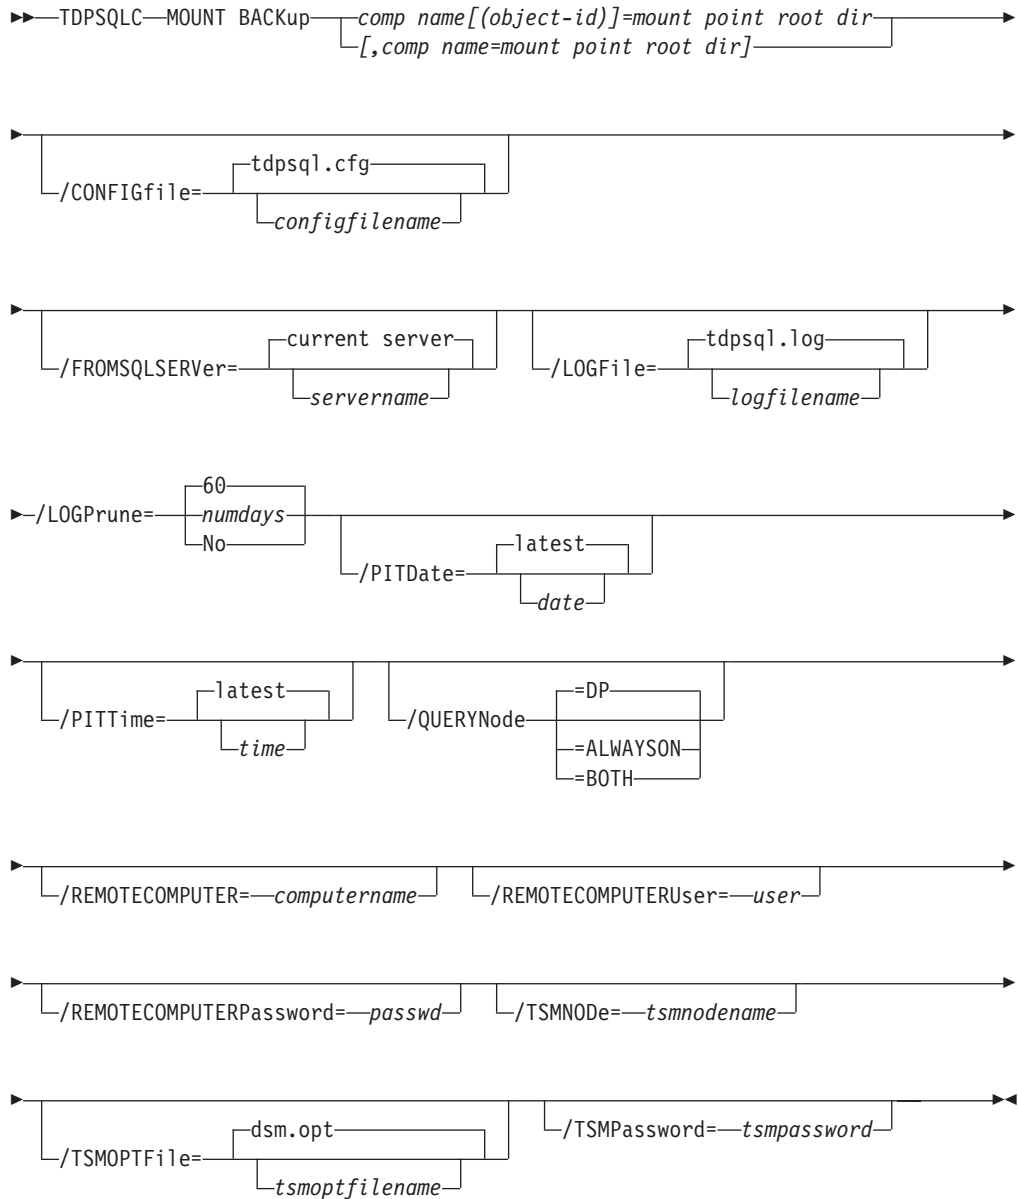 TDPSQLC MOUNT BACKup comp name[(object-id)]=mount point root dir
[,comp name=mount point root dir]
tdpsql.cfg
/CONFIGfile=
configfilename
current server tdpsql.log
/FROMSQLSERVer= /LOGFile=
servername logfilename
60
/LOGPrune= numdays
No latest
/PITDate=
date
latest =DP
/PITTime= /QUERYNode
time =ALWAYSON
=BOTH
/REMOTECOMPUTER= computername /REMOTECOMPUTERUser= user
/REMOTECOMPUTERPassword= passwd /TSMNODe= tsmnodename
dsm.opt /TSMPassword= tsmpassword
/TSMOPTFile=
tsmoptfilename